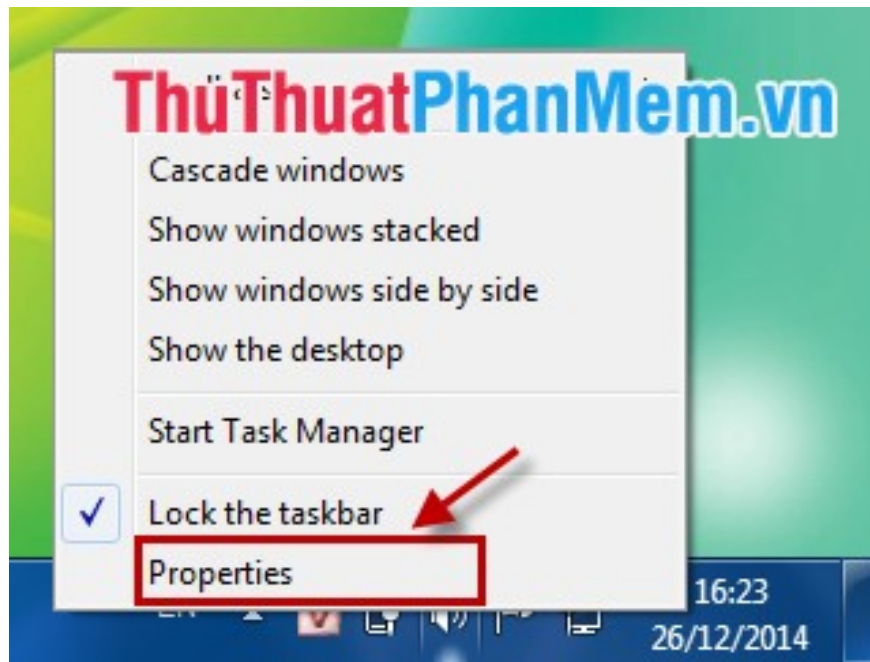 ThủThuậtPhanMem.vn
Cascade windows
Show windows stacked
Show windows side by side
Show the desktop
Start Task Manager
Lock the taskbar
Properties
16:23
26/12/2014